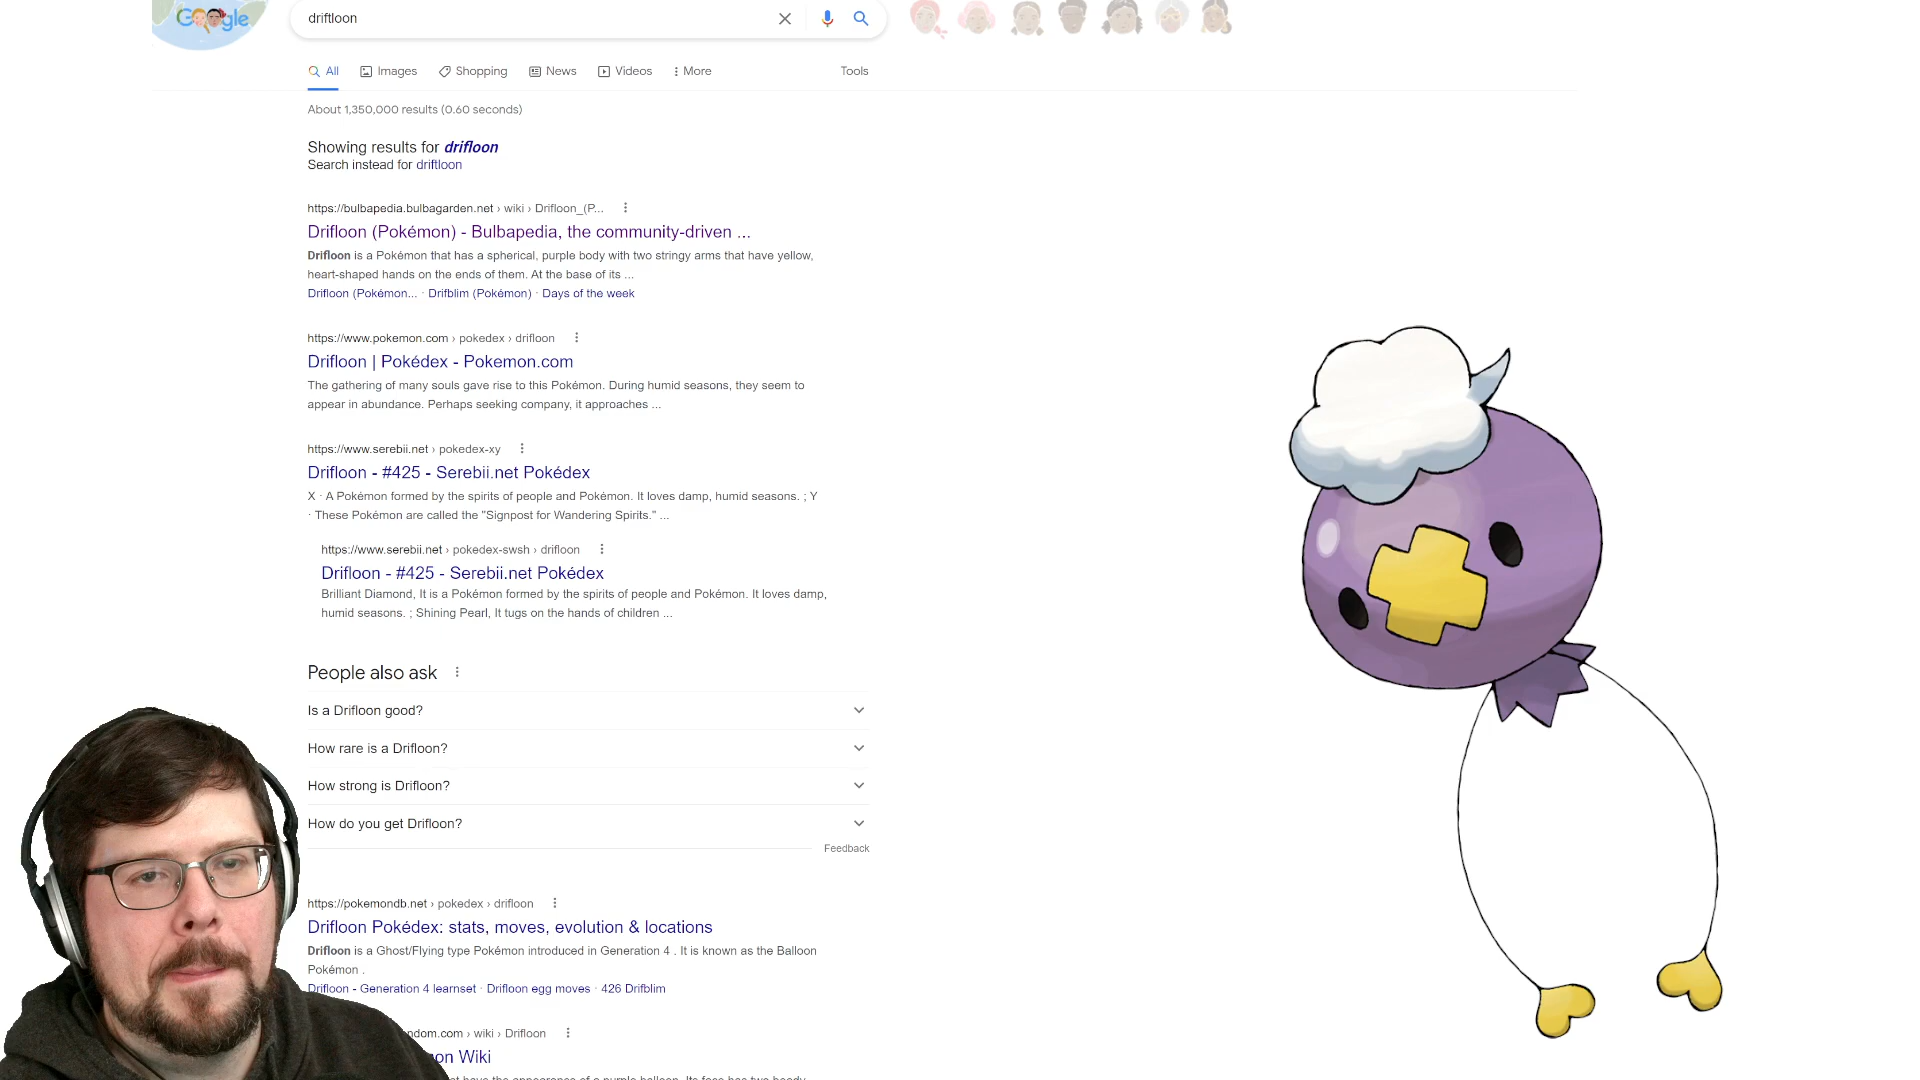 Google
driftloon
All Images Shopping News Videos More Tools
About 1,350,000 results (0.60 seconds)
Showing results for drifloon
Search instead for driftloon
https://bulbapedia.bulbagarden.net › wiki › Drifloon_(P...
Drifloon (Pokémon) - Bulbapedia, the community-driven ...
Drifloon is a Pokémon that has a spherical, purple body with two stringy arms that have yellow,
heart-shaped hands on the ends of them. At the base of its ...
Drifloon (Pokémon... · Drifblim (Pokémon) · Days of the week
https://www.pokemon.com › pokedex › drifloon
Drifloon | Pokédex - Pokemon.com
The gathering of many souls gave rise to this Pokémon. During humid seasons, they seem to
appear in abundance. Perhaps seeking company, it approaches ...
https://www.serebii.net › pokedex-xy
Drifloon - #425 - Serebii.net Pokédex
X · A Pokémon formed by the spirits of people and Pokémon. It loves damp, humid seasons. ; Y
· These Pokémon are called the "Signpost for Wandering Spirits." ...
https://www.serebii.net › pokedex-swsh › drifloon
Drifloon - #425 - Serebii.net Pokédex
Brilliant Diamond, It is a Pokémon formed by the spirits of people and Pokémon. It loves damp,
humid seasons. ; Shining Pearl, It tugs on the hands of children ...
People also ask
Is a Drifloon good?
How rare is a Drifloon?
How strong is Drifloon?
How do you get Drifloon?
Feedback
https://pokemondb.net › pokedex › drifloon
Drifloon Pokédex: stats, moves, evolution & locations
Drifloon is a Ghost/Flying type Pokémon introduced in Generation 4 . It is known as the Balloon
Pokémon .
Drifloon - Generation 4 learnset · Drifloon egg moves · 426 Drifblim
ndom.com › wiki › Drifloon
on Wiki